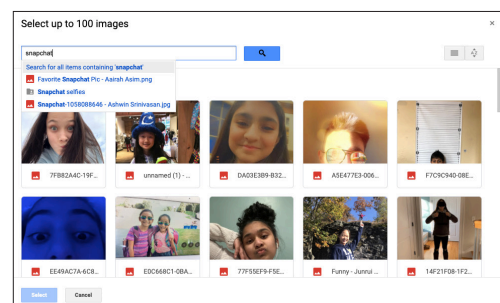 Select up to 100 images
×
snapchat
Search for all items containing 'snapchat'
Favorite Snapchat Pic - Aairah Asim.png
Snapchat selfies
Snapchat-1058088646 - Ashwin Srinivasan.jpg
7FB82A4C-19F...
unnamed (1) - ...
DA03E3B9-B32...
A5E477E3-006...
F7C9C940-08E...
EE49AC7A-6C8...
E0C668C1-0BA...
77F55EF9-F5E...
Funny - Junrui ...
14F21F08-1F2...
Select
Cancel